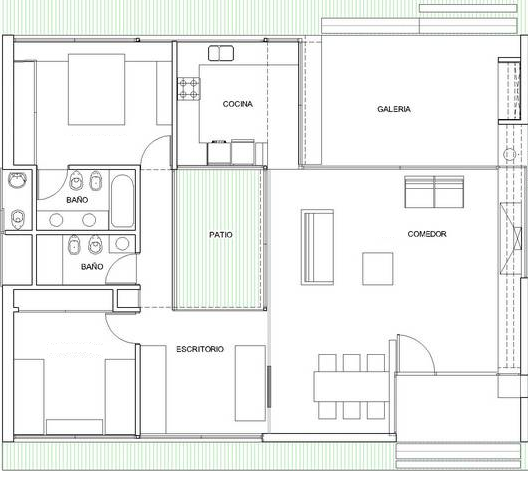 COCINA
GALERIA
BAÑO
PATIO
COMEDOR
BAÑO
ESCRITORIO